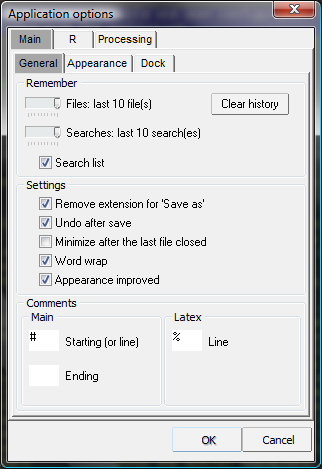 Application options
Main R Processing
General Appearance Dock
Remember
Files: last 10 file(s) Clear history
Searches: last 10 search(es)
Search list
Settings
Remove extension for 'Save as'
Undo after save
Minimize after the last file closed
Word wrap
Appearance improved
Comments
Main Latex
# Starting (or line) % Line
Ending
OK Cancel